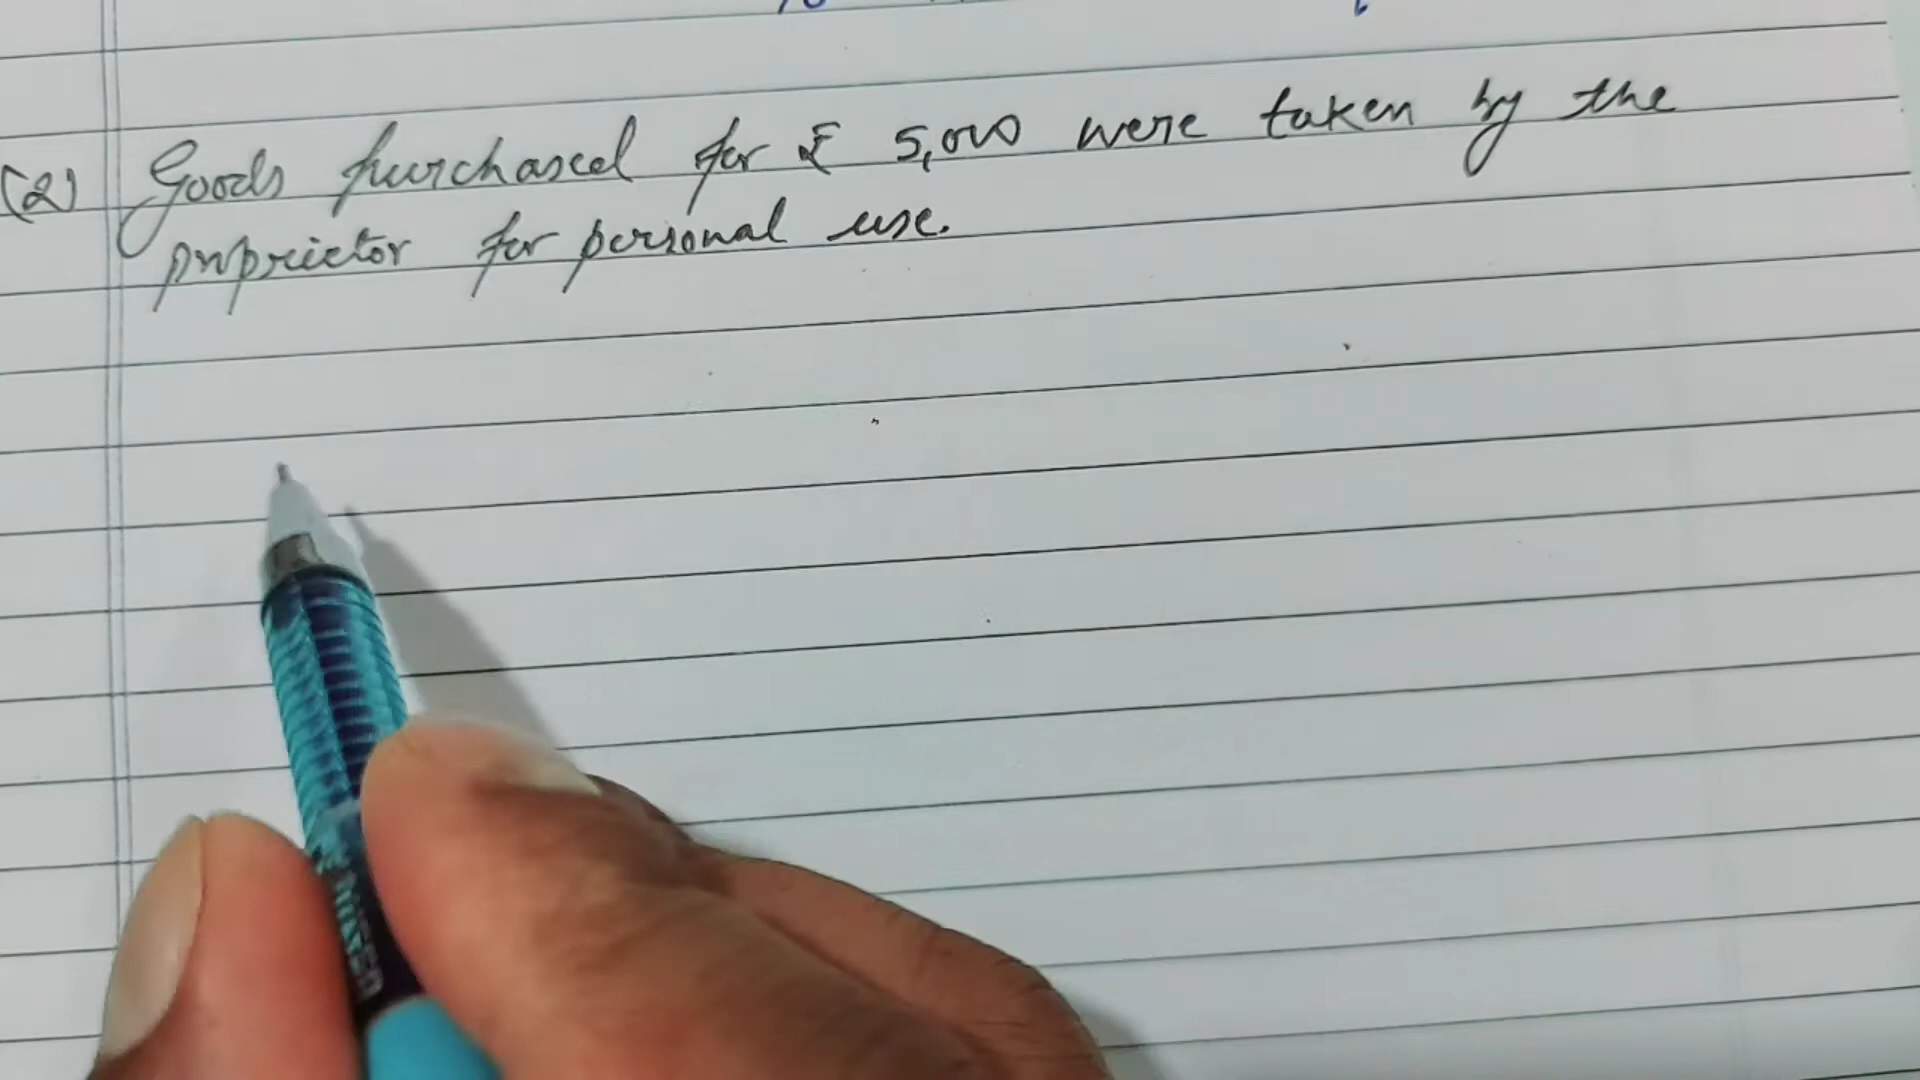 (2) Goods purchased for ₹ 5,000 were taken by the
proprietor for personal use.